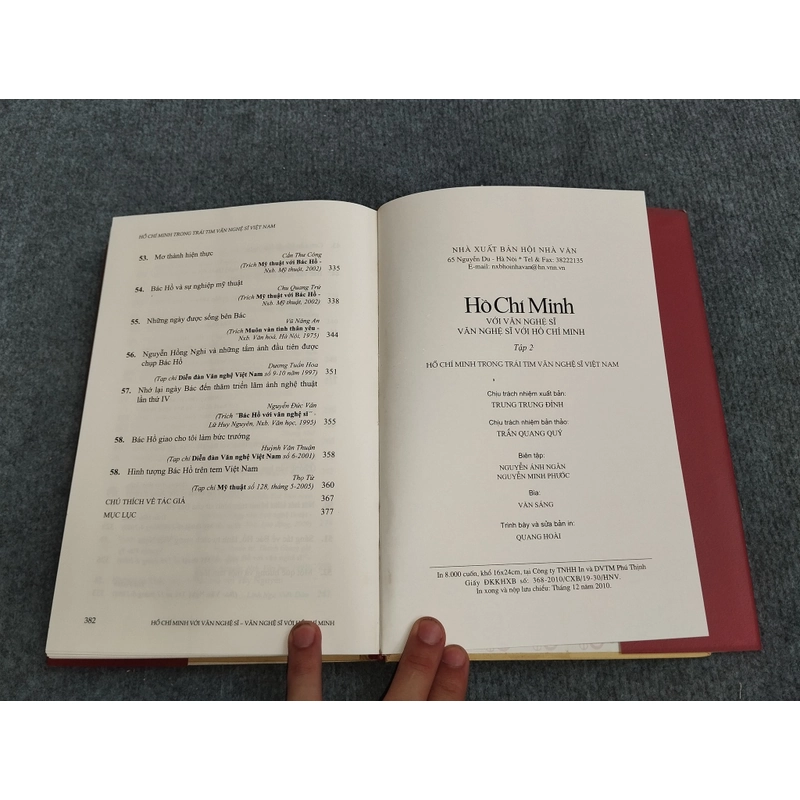 HỒ CHÍ MINH TRONG TRÁI TIM VĂN NGHỆ SĨ VIỆT NAM
53. Mơ thành hiện thực
Cần Thư Công
(Trích Mỹ thuật với Bác Hồ -
Nxb. Mỹ thuật, 2002) 335
54. Bác Hồ và sự nghiệp mỹ thuật
Chu Quang Trứ
(Trích Mỹ thuật với Bác Hồ -
Nxb. Mỹ thuật, 2002) 338
55. Những ngày được sống bên Bác
Vũ Năng An
(Trích Muôn vàn tình thân yêu -
Nxb. Văn hoá, Hà Nội, 1975) 344
56. Nguyễn Hồng Nghi và những tấm ảnh đầu tiên được
chụp Bác Hồ
Dương Tuấn Hoa
(Tạp chí Diễn đàn Văn nghệ Việt Nam số 9-10 năm 1997) 351
57. Nhớ lại ngày Bác đến thăm triển lãm ảnh nghệ thuật
lần thứ IV
Nguyễn Đức Vân
(Trích "Bác Hồ với văn nghệ sĩ" -
Lữ Huy Nguyên, Nxb. Văn học, 1995) 355
58. Bác Hồ giao cho tôi làm bức trướng
Huỳnh Văn Thuận
(Tạp chí Diễn đàn Văn nghệ Việt Nam số 6-2001) 358
58. Hình tượng Bác Hồ trên tem Việt Nam
Thọ Từ
(Tạp chí Mỹ thuật số 128, tháng 5-2005) 360
CHÚ THÍCH VỀ TÁC GIẢ 367
MỤC LỤC 377
382 HỒ CHÍ MINH VỚI VĂN NGHỆ SĨ – VĂN NGHỆ SĨ VỚI HỒ CHÍ MINH
NHÀ XUẤT BẢN HỘI NHÀ VĂN
65 Nguyễn Du - Hà Nội * Tel & Fax: 38222135
E-mail: nxbhoinhavan@hn.vnn.vn
Hồ Chí Minh
VỚI VĂN NGHỆ SĨ
VĂN NGHỆ SĨ VỚI HỒ CHÍ MINH
Tập 2
HỒ CHÍ MINH TRONG TRÁI TIM VĂN NGHỆ SĨ VIỆT NAM
Chịu trách nhiệm xuất bản:
TRUNG TRUNG ĐỈNH
Chịu trách nhiệm bản thảo:
TRẦN QUANG QUÝ
Biên tập:
NGUYỄN ÁNH NGÂN
NGUYỄN MINH PHƯỚC
Bìa:
VĂN SÁNG
Trình bày và sửa bản in:
QUANG HOÀI
In 8.000 cuốn, khổ 16x24cm, tại Công ty TNHH In và DVTM Phú Thịnh
Giấy ĐKKHXB số: 368-2010/CXB/19-30/HNV.
In xong và nộp lưu chiểu: Tháng 12 năm 2010.